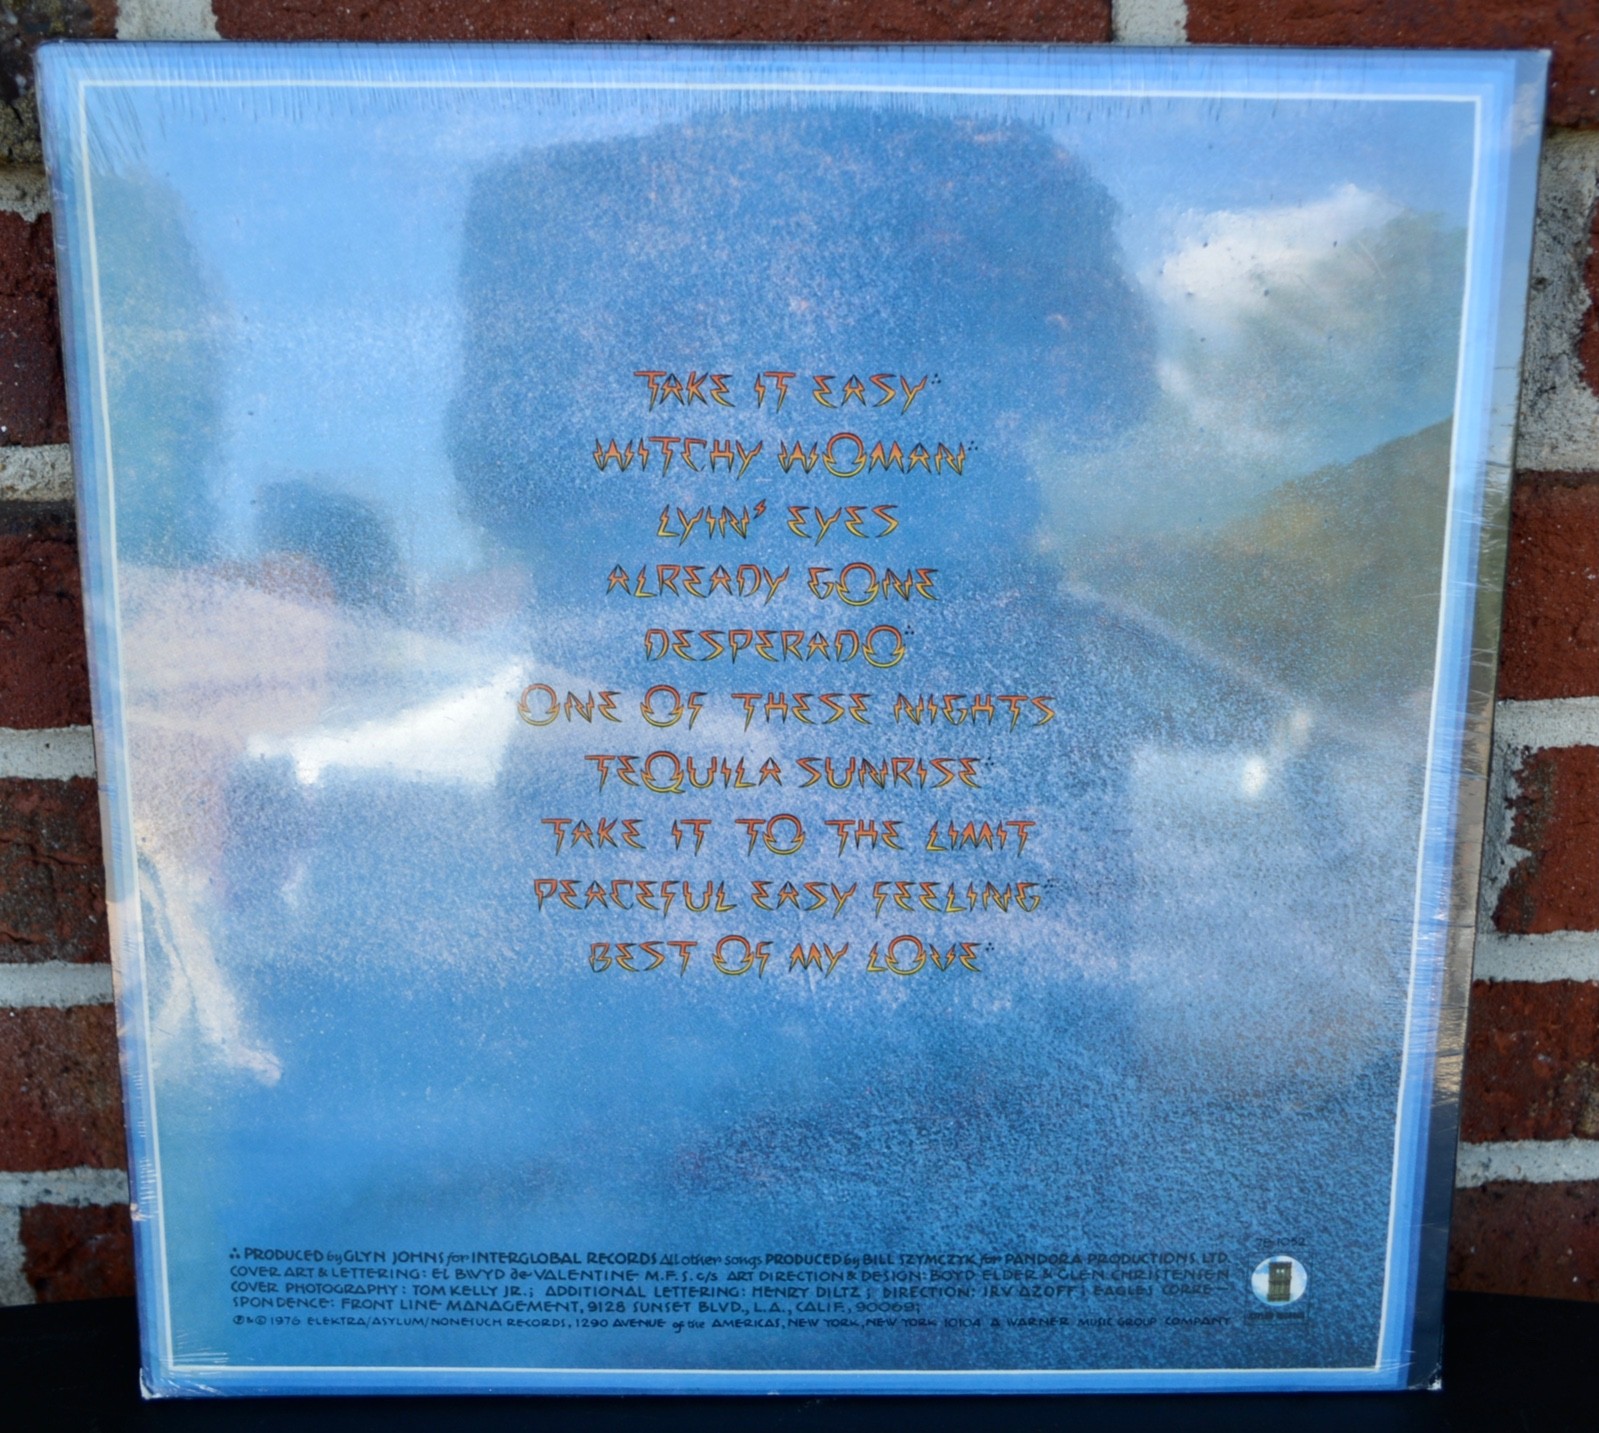 TAKE IT EASY∴
WITCHY WOMAN∴
LYIN' EYES
ALREADY GONE
DESPERADO∴
ONE OF THESE NIGHTS
TEQUILA SUNRISE∴
TAKE IT TO THE LIMIT
PEACEFUL EASY FEELING∴
BEST OF MY LOVE∴
∴ PRODUCED by GLYN JOHNS for INTERGLOBAL RECORDS All other songs PRODUCED by BILL SZYMCZYK for PANDORA PRODUCTIONS, LTD.
COVER ART & LETTERING: EL BWYD de VALENTINE M.F.S. c/s ART DIRECTION & DESIGN: BOYD ELDER & GLEN CHRISTENSEN
COVER PHOTOGRAPHY: TOM KELLY JR.; ADDITIONAL LETTERING: HENRY DILTZ; DIRECTION: IRV AZOFF; EAGLES CORRE-
SPONDENCE: FRONT LINE MANAGEMENT, 9128 SUNSET BLVD., L.A., CALIF., 90069;
℗ & © 1976 ELEKTRA/ASYLUM/NONESUCH RECORDS, 1290 AVENUE of the AMERICAS, NEW YORK, NEW YORK 10104 A WARNER MUSIC GROUP COMPANY
7E-1052